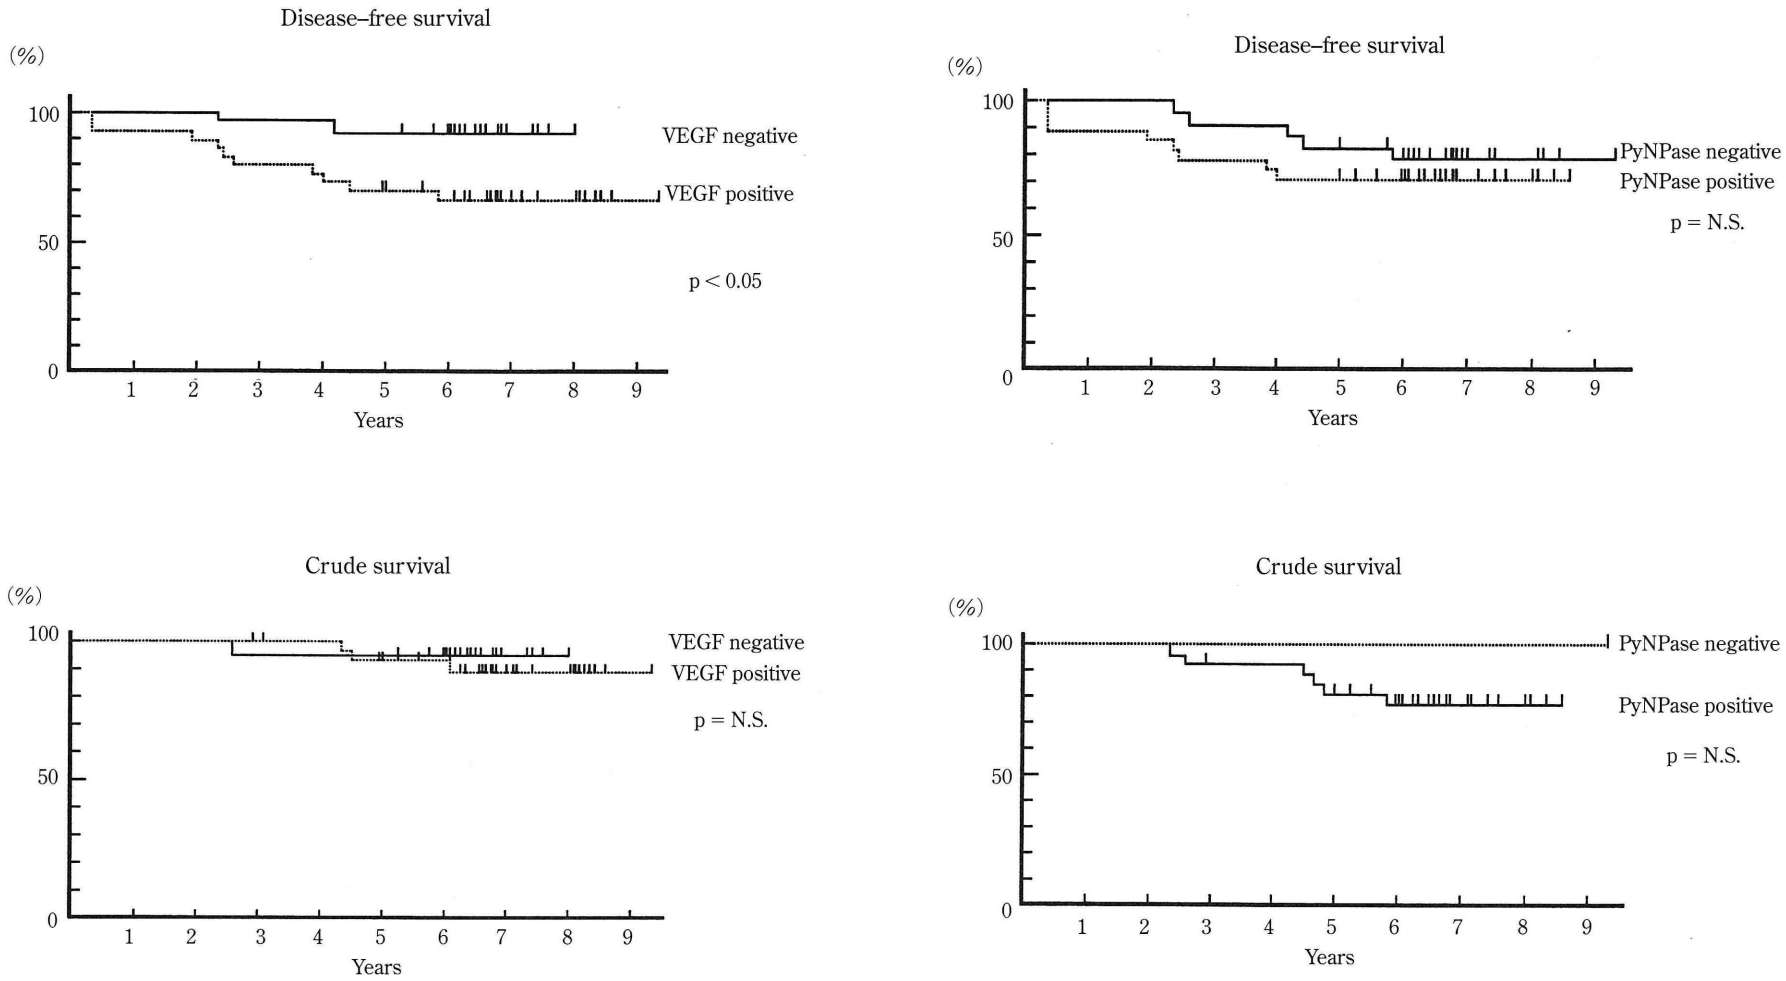 Disease–free survival
(%)
100
50
0
1 2 3 4 5 6 7 8 9
Years
VEGF negative
VEGF positive
p < 0.05
Disease–free survival
(%)
100
50
0
1 2 3 4 5 6 7 8 9
Years
PyNPase negative
PyNPase positive
p = N.S.
Crude survival
(%)
100
50
0
1 2 3 4 5 6 7 8 9
Years
VEGF negative
VEGF positive
p = N.S.
Crude survival
(%)
100
50
0
1 2 3 4 5 6 7 8 9
Years
PyNPase negative
PyNPase positive
p = N.S.